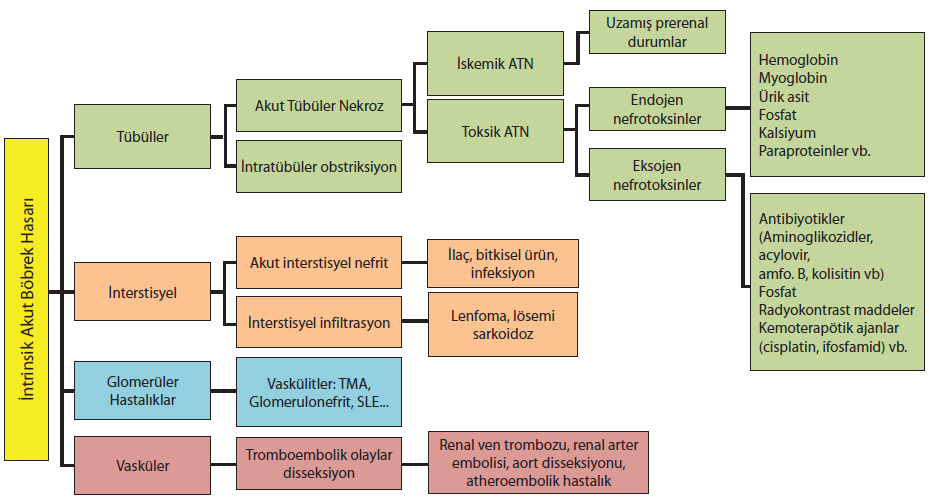 İntrinsik Akut Böbrek Hasarı
Tübüller
Akut Tübüler Nekroz
İskemik ATN
Uzamış prerenal
durumlar
Toksik ATN
Endojen
nefrotoksinler
Hemoglobin
Myoglobin
Ürik asit
Fosfat
Kalsiyum
Paraproteinler vb.
Eksojen
nefrotoksinler
Antibiyotikler
(Aminoglikozidler,
acylovir,
amfo. B, kolisitin vb)
Fosfat
Radyokontrast maddeler
Kemoterapötik ajanlar
(cisplatin, ifosfamid) vb.
İntratübüler obstriksiyon
İnterstisyel
Akut interstisyel nefrit
İlaç, bitkisel ürün,
infeksiyon
İnterstisyel infiltrasyon
Lenfoma, lösemi
sarkoidoz
Glomerüler
Hastalıklar
Vaskülitler: TMA,
Glomerulonefrit, SLE...
Vasküler
Tromboembolik olaylar
disseksiyon
Renal ven trombozu, renal arter
embolisi, aort disseksiyonu,
atheroembolik hastalık